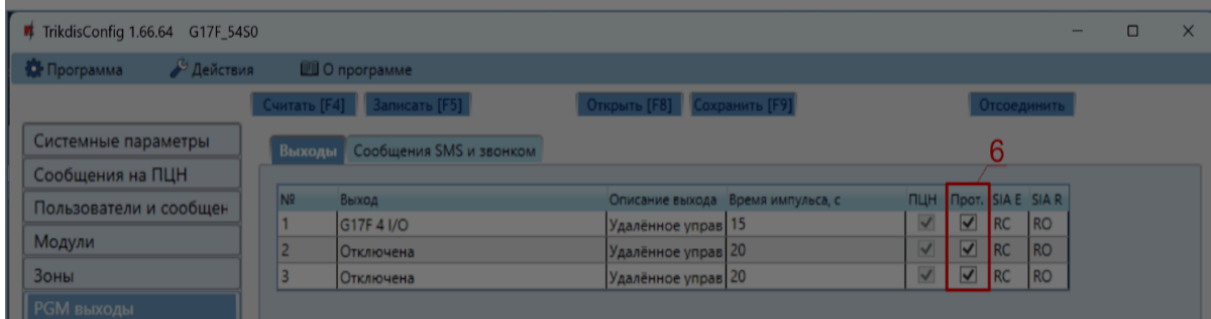 TrikdisConfig 1.66.64 G17F_54S0
Программа Действия О программе
Считать [F4] Записать [F5] Открыть [F8] Сохранить [F9] Отсоединить
Системные параметры
Сообщения на ПЦН
Пользователи и сообщен
Модули
Зоны
PGM выходы
Выходы Сообщения SMS и звонком
6
№ Выход Описание выхода Время импульса, с ПЦН Прот. SIA E SIA R
1 G17F 4 I/O Удалённое управ 15 RC RO
2 Отключена Удалённое управ 20 RC RO
3 Отключена Удалённое управ 20 RC RO